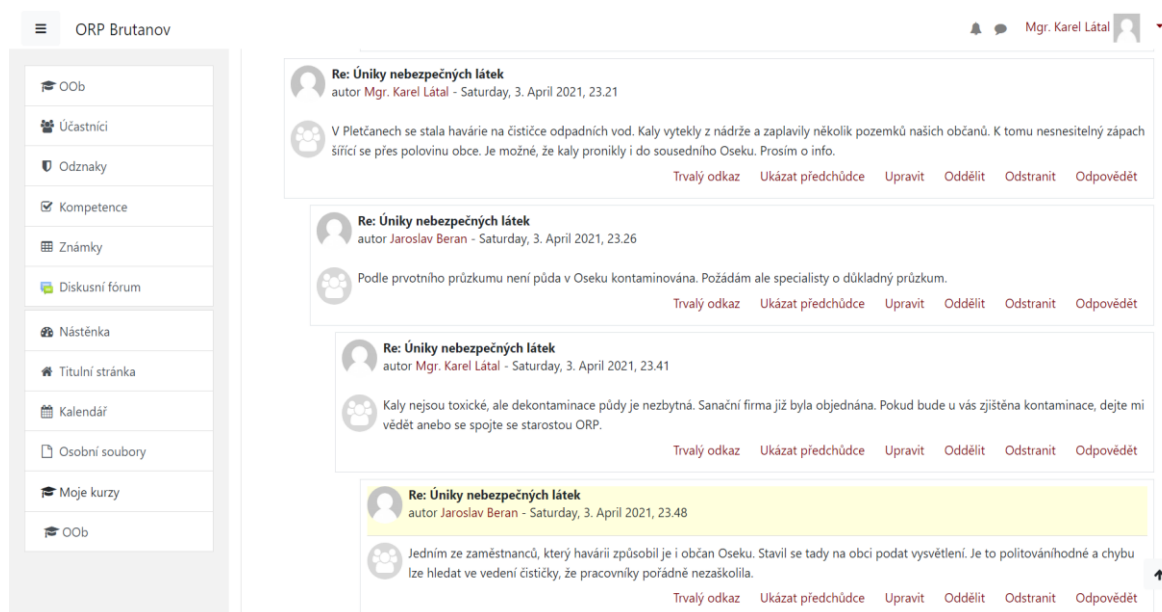 ORP Brutanov
Mgr. Karel Látal
OOb
Účastníci
Odznaky
Kompetence
Známky
Diskusní fórum
Nástěnka
Titulní stránka
Kalendář
Osobní soubory
Moje kurzy
OOb
Re: Úniky nebezpečných látek
autor Mgr. Karel Látal - Saturday, 3. April 2021, 23.21
V Pletčanech se stala havárie na čističce odpadních vod. Kaly vytekly z nádrže a zaplavily několik pozemků našich občanů. K tomu nesnesitelný zápach
šířící se přes polovinu obce. Je možné, že kaly pronikly i do sousedního Oseku. Prosím o info.
Trvalý odkaz Ukázat předchůdce Upravit Oddělit Odstranit Odpovědět
Re: Úniky nebezpečných látek
autor Jaroslav Beran - Saturday, 3. April 2021, 23.26
Podle prvotního průzkumu není půda v Oseku kontaminována. Požádám ale specialisty o důkladný průzkum.
Trvalý odkaz Ukázat předchůdce Upravit Oddělit Odstranit Odpovědět
Re: Úniky nebezpečných látek
autor Mgr. Karel Látal - Saturday, 3. April 2021, 23.41
Kaly nejsou toxické, ale dekontaminace půdy je nezbytná. Sanační firma již byla objednána. Pokud bude u vás zjištěna kontaminace, dejte mi
vědět anebo se spojte se starostou ORP.
Trvalý odkaz Ukázat předchůdce Upravit Oddělit Odstranit Odpovědět
Re: Úniky nebezpečných látek
autor Jaroslav Beran - Saturday, 3. April 2021, 23.48
Jedním ze zaměstnanců, který havárii způsobil je i občan Oseku. Stavil se tady na obci podat vysvětlení. Je to politováníhodné a chybu
lze hledat ve vedení čističky, že pracovníky pořádně nezaškolila.
Trvalý odkaz Ukázat předchůdce Upravit Oddělit Odstranit Odpovědět